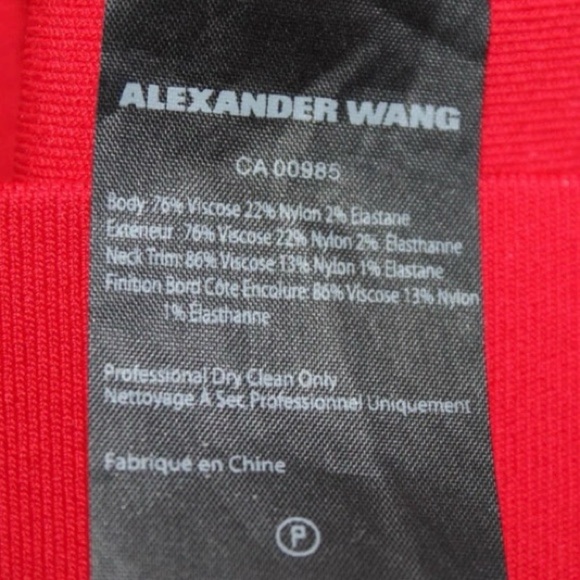 ALEXANDER WANG
CA 00985
Body: 76% Viscose 22% Nylon 2% Elastane
Extérieur : 76% Viscose 22% Nylon 2% Élasthanne
Neck Trim: 86% Viscose 13% Nylon 1% Elastane
Finition Bord Côte Encolure: 86% Viscose 13% Nylon
1% Élasthanne
Professional Dry Clean Only
Nettoyage À Sec Professionnel Uniquement
Fabriqué en Chine
P